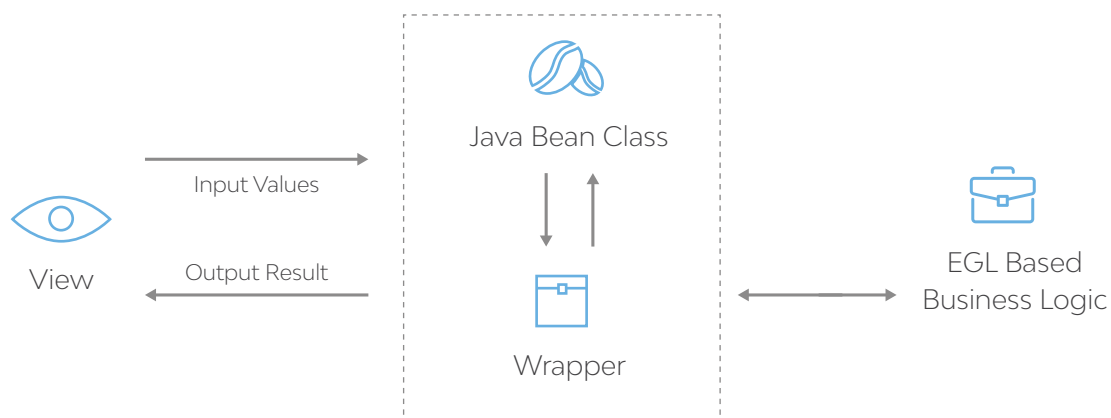 Java Bean Class
Input Values
View
Output Result
Wrapper
EGL Based
Business Logic